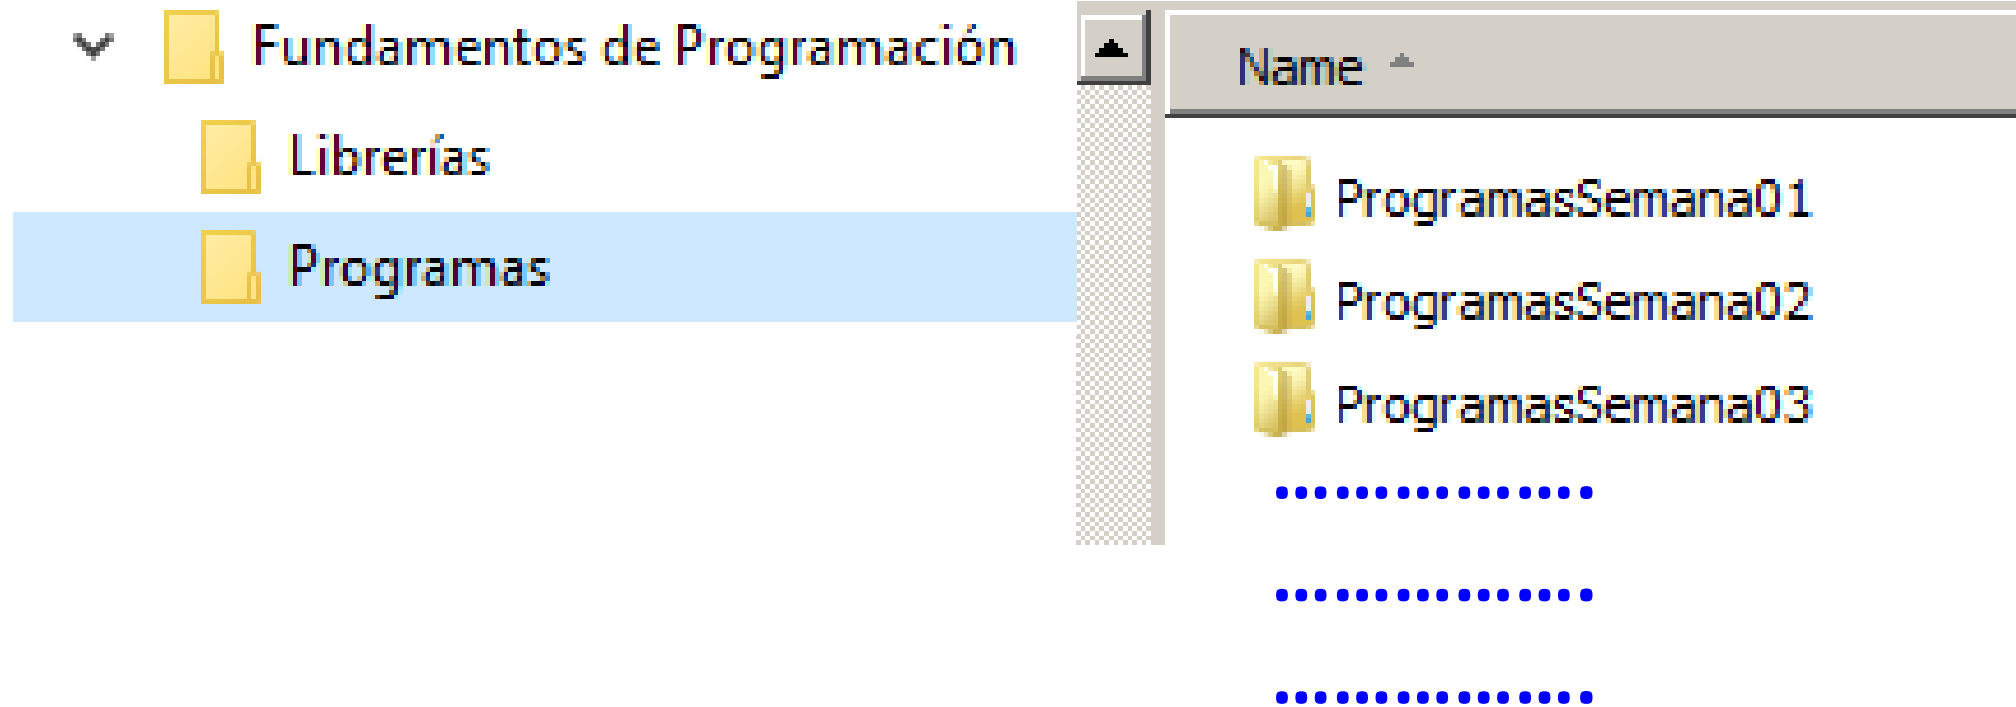 Fundamentos de Programación
Librerías
Programas
Name
ProgramasSemana01
ProgramasSemana02
ProgramasSemana03
................
................
................